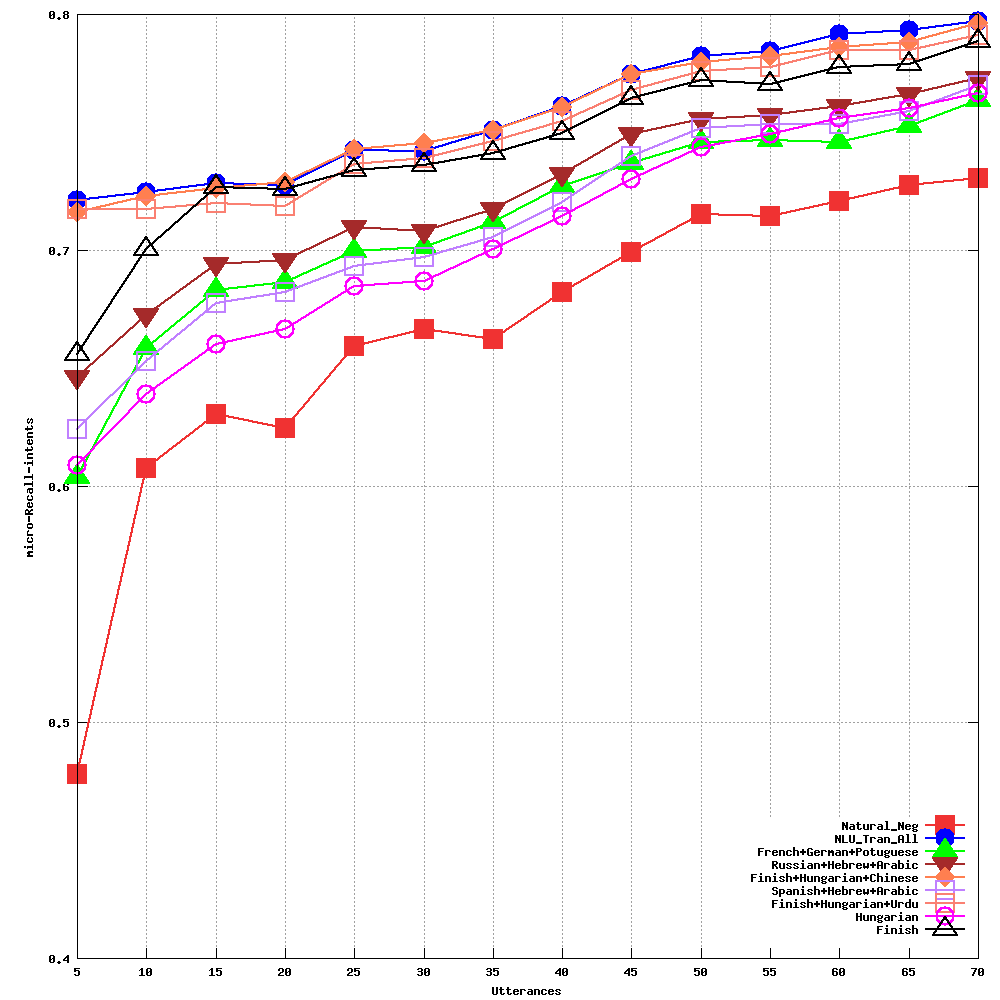 0.8
0.7
0.6
0.5
0.4
micro-Recall-intents
Natural_Neg
NLU_Tran_All
French+German+Potuguese
Russian+Hebrew+Arabic
Finish+Hungarian+Chinese
Spanish+Hebrew+Arabic
Finish+Hungarian+Urdu
Hungarian
Finish
5 10 15 20 25 30 35 40 45 50 55 60 65 70
Utterances